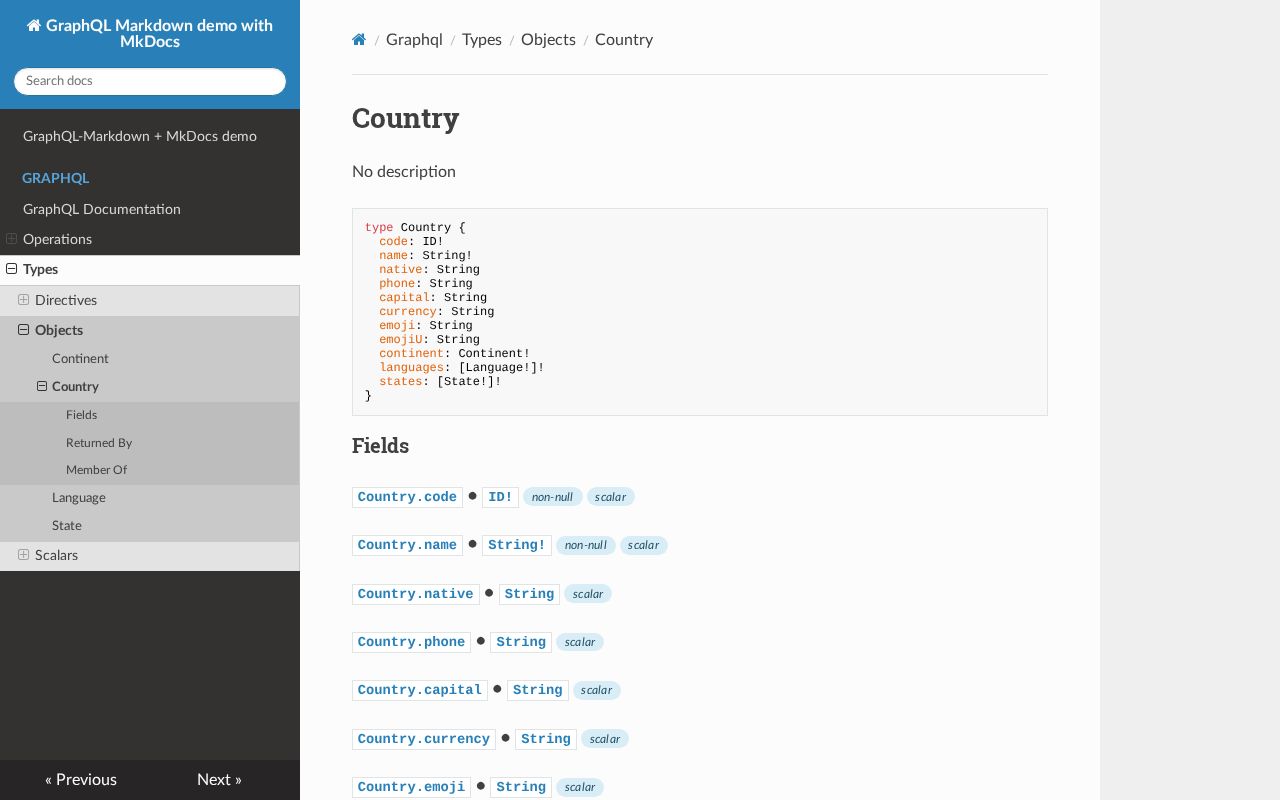 GraphQL Markdown demo with
MkDocs
Search docs
GraphQL-Markdown + MkDocs demo
GRAPHQL
GraphQL Documentation
Operations
Types
Directives
Objects
Continent
Country
Fields
Returned By
Member Of
Language
State
Scalars
« Previous Next »
/ Graphql / Types / Objects / Country
Country
No description
type Country {
  code: ID!
  name: String!
  native: String
  phone: String
  capital: String
  currency: String
  emoji: String
  emojiU: String
  continent: Continent!
  languages: [Language!]!
  states: [State!]!
}
Fields
Country.code ● ID! non-null scalar
Country.name ● String! non-null scalar
Country.native ● String scalar
Country.phone ● String scalar
Country.capital ● String scalar
Country.currency ● String scalar
Country.emoji ● String scalar